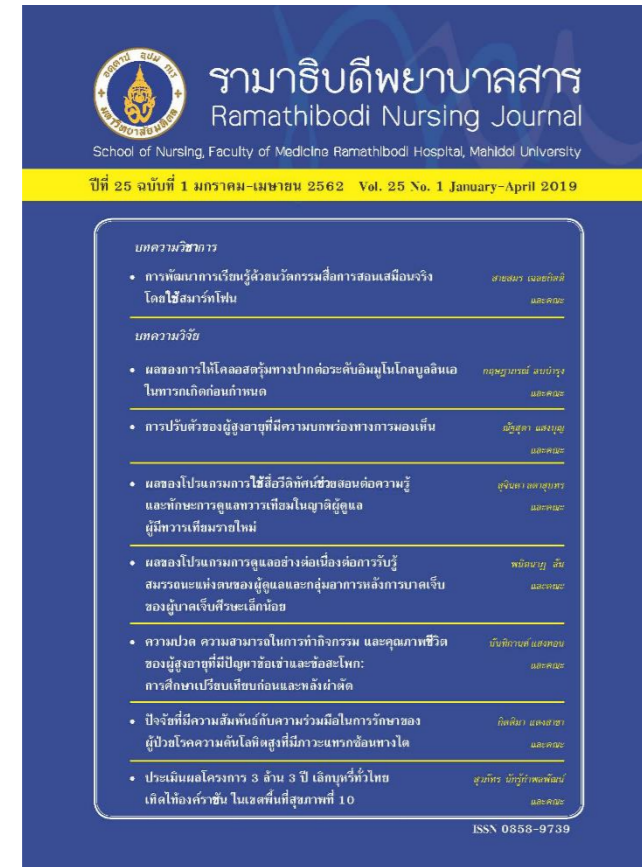 รามาธิบดีพยาบาลสาร
Ramathibodi Nursing Journal
School of Nursing, Faculty of Medicine Ramathibodi Hospital, Mahidol University
ปีที่ 25 ฉบับที่ 1 มกราคม-เมษายน 2562 Vol. 25 No. 1 January-April 2019
บทความวิชาการ
• การพัฒนาการเรียนรู้ด้วยนวัตกรรมสื่อการสอนเสมือนจริง
โดยใช้สมาร์ทโฟน
และคณะ
บทความวิจัย
• ผลของการให้โคลอสตรุ้มทางปากต่อระดับอิมมูโนโกลบูลินเอ
ในทารกเกิดก่อนกำหนด
และคณะ
• การปรับตัวของผู้สูงอายุที่มีความบกพร่องทางการมองเห็น
และคณะ
• ผลของโปรแกรมการใช้สื่อวีดิทัศน์ช่วยสอนต่อความรู้
และทักษะการดูแลทวารเทียมในญาติผู้ดูแล
ผู้มีทวารเทียมรายใหม่
และคณะ
• ผลของโปรแกรมการดูแลอย่างต่อเนื่องต่อการรับรู้
สมรรถนะแห่งตนของผู้ดูแลและกลุ่มอาการหลังการบาดเจ็บ
ของผู้บาดเจ็บศีรษะเล็กน้อย
และคณะ
• ความปวด ความสามารถในการทำกิจกรรม และคุณภาพชีวิต
ของผู้สูงอายุที่มีปัญหาข้อเข่าและข้อสะโพก:
การศึกษาเปรียบเทียบก่อนและหลังผ่าตัด
และคณะ
• ปัจจัยที่มีความสัมพันธ์กับความร่วมมือในการรักษาของ
ผู้ป่วยโรคความดันโลหิตสูงที่มีภาวะแทรกซ้อนทางไต
และคณะ
• ประเมินผลโครงการ 3 ล้าน 3 ปี เลิกบุหรี่ทั่วไทย
เทิดไท้องค์ราชัน ในเขตพื้นที่สุขภาพที่ 10
และคณะ
ISSN 0858-9739